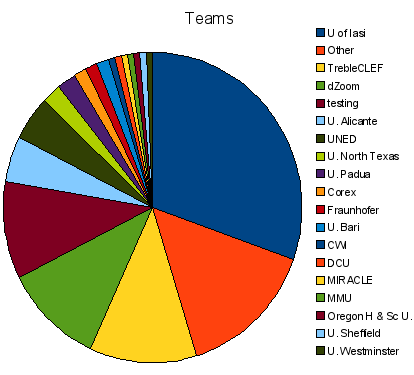 Teams
U of Iasi
Other
TrebleCLEF
dZoom
testing
U. Alicante
UNED
U. North Texas
U. Padua
Corex
Fraunhofer
U. Bari
CWI
DCU
MIRACLE
MMU
Oregon H & Sc U.
U. Sheffield
U. Westminster